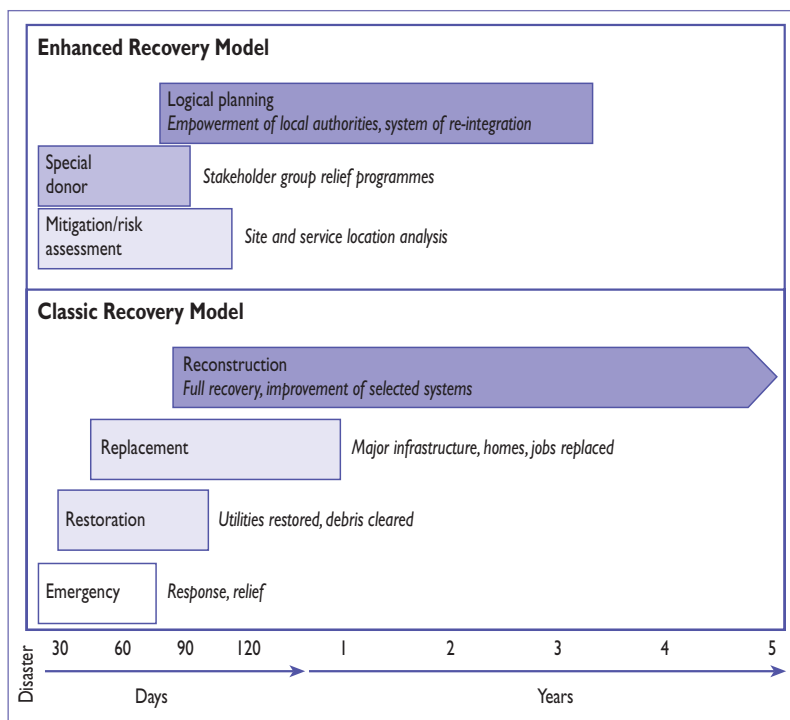 Enhanced Recovery Model
Logical planning
Empowerment of local authorities, system of re-integration
Special
donor
Stakeholder group relief programmes
Mitigation/risk
assessment
Site and service location analysis
Classic Recovery Model
Reconstruction
Full recovery, improvement of selected systems
Replacement
Major infrastructure, homes, jobs replaced
Restoration
Utilities restored, debris cleared
Emergency
Response, relief
Disaster
30 60 90 120 1 2 3 4 5
Days Years